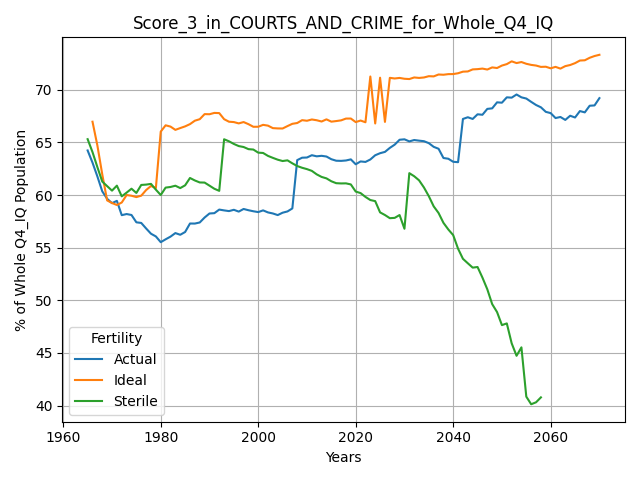 Score_3_in_COURTS_AND_CRIME_for_Whole_Q4_IQ
% of Whole Q4_IQ Population
70
65
60
55
50
45
40
Fertility
Actual
Ideal
Sterile
1960 1980 2000 2020 2040 2060
Years